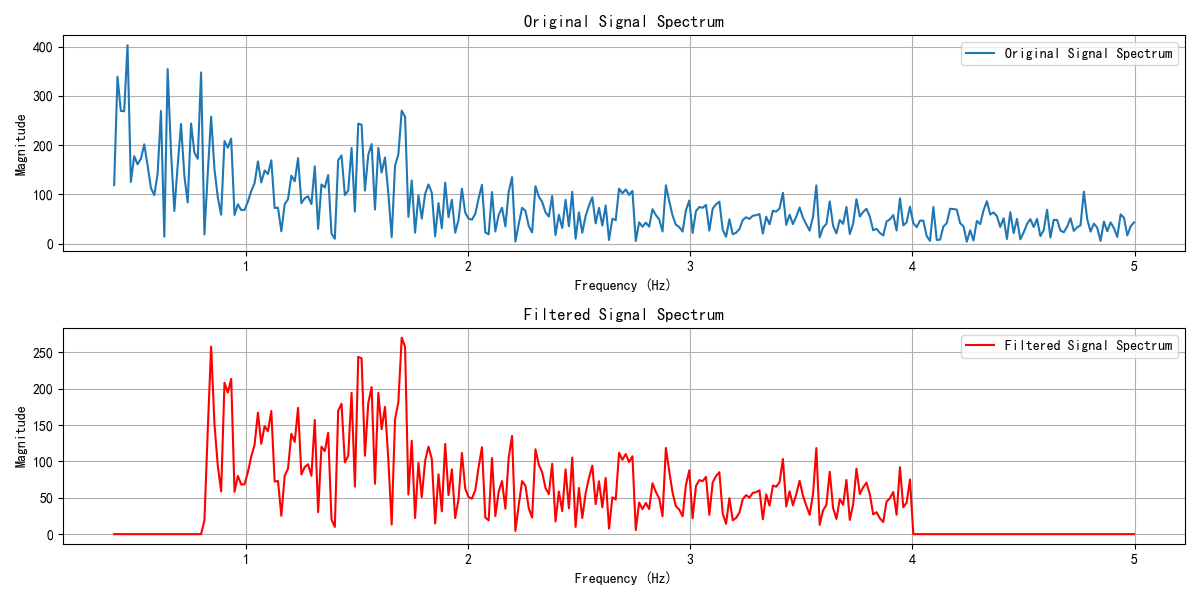 Original Signal Spectrum
Original Signal Spectrum
Magnitude
400
300
200
100
0
1
2
3
4
5
Frequency (Hz)
Filtered Signal Spectrum
Filtered Signal Spectrum
Magnitude
250
200
150
100
50
0
1
2
3
4
5
Frequency (Hz)